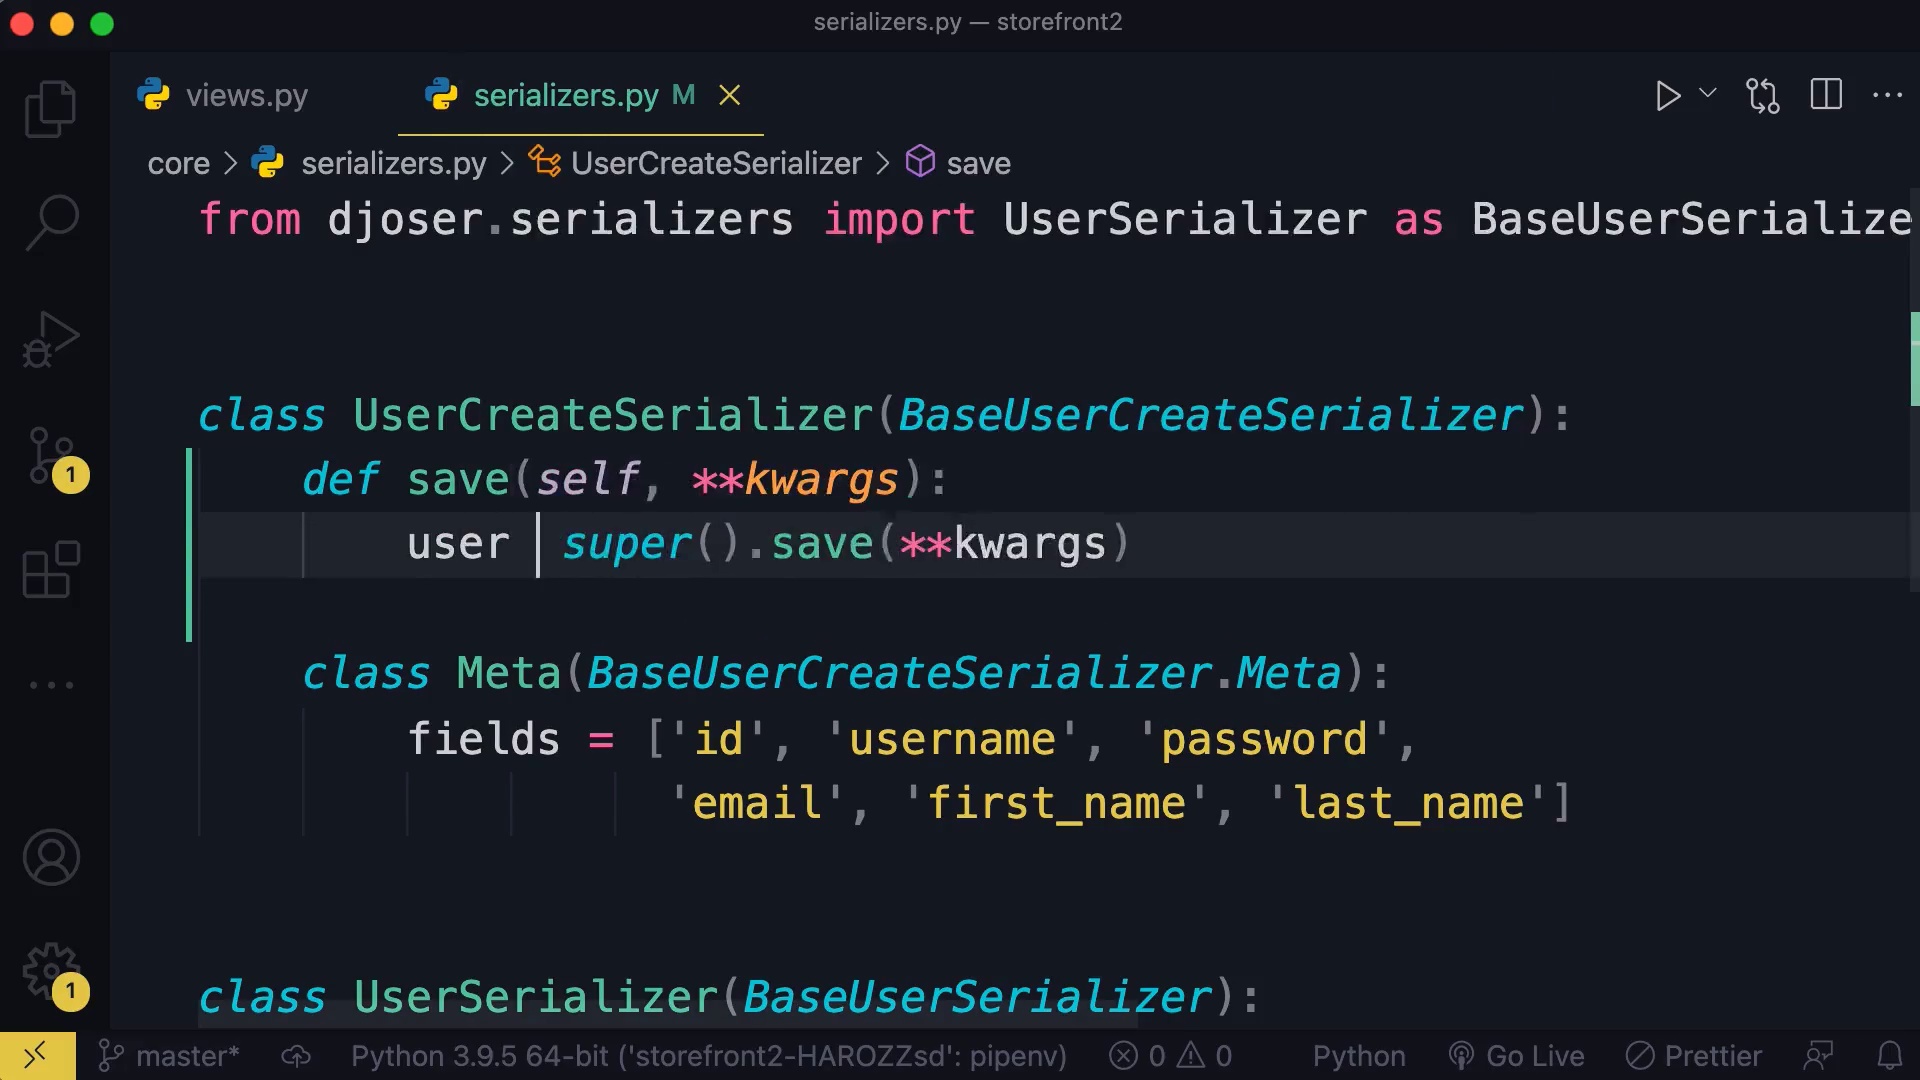 serializers.py — storefront2
views.py serializers.py M
core > serializers.py > UserCreateSerializer > save
from djoser.serializers import UserSerializer as BaseUserSerialize
class UserCreateSerializer(BaseUserCreateSerializer):
def save(self, **kwargs):
user super().save(**kwargs)
class Meta(BaseUserCreateSerializer.Meta):
fields = ['id', 'username', 'password',
'email', 'first_name', 'last_name']
class UserSerializer(BaseUserSerializer):
1
1
master* Python 3.9.5 64-bit ('storefront2-HAROZZsd': pipenv) 0 0 Python Go Live Prettier